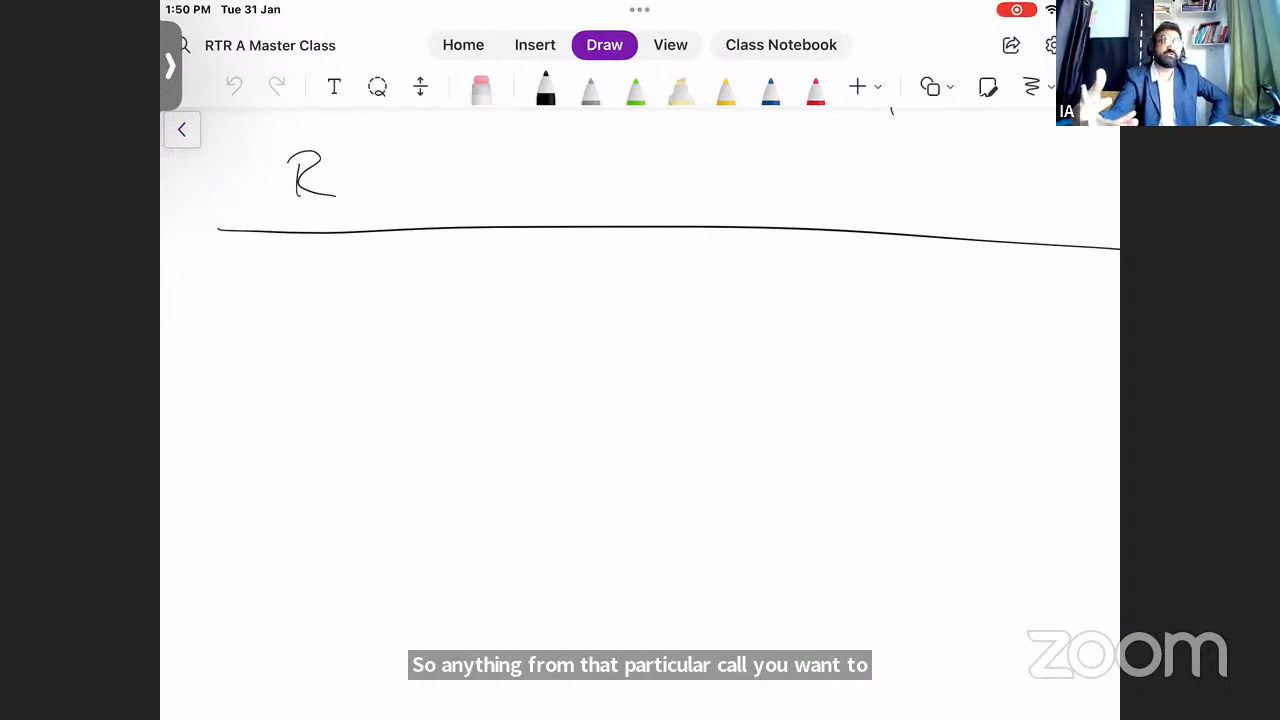 1:50 PM Tue 31 Jan
RTR A Master Class
Home Insert Draw View Class Notebook
T
IA
R
So anything from that particular call you want to
zoom